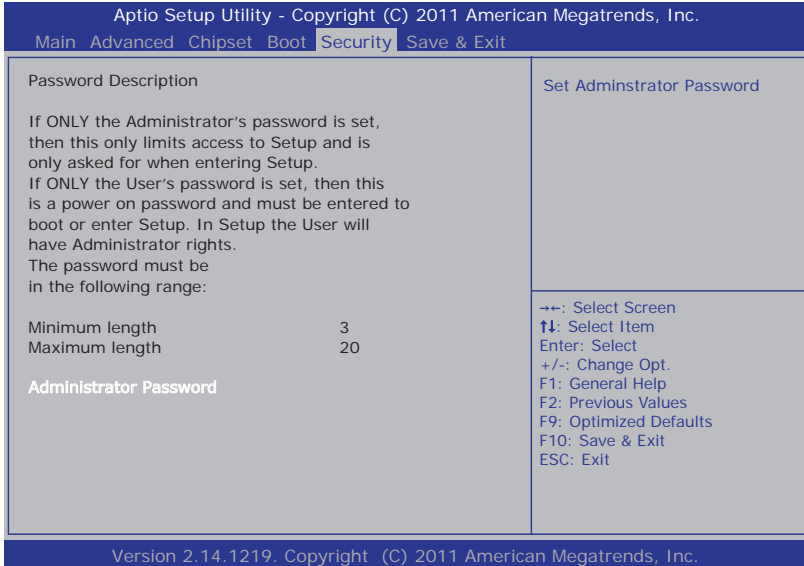 Aptio Setup Utility - Copyright (C) 2011 American Megatrends, Inc.
Main Advanced Chipset Boot Security Save & Exit
Password Description
If ONLY the Administrator's password is set,
then this only limits access to Setup and is
only asked for when entering Setup.
If ONLY the User's password is set, then this
is a power on password and must be entered to
boot or enter Setup. In Setup the User will
have Administrator rights.
The password must be
in the following range:
Minimum length 3
Maximum length 20
Administrator Password
Set Adminstrator Password
→←: Select Screen
↑↓: Select Item
Enter: Select
+/-: Change Opt.
F1: General Help
F2: Previous Values
F9: Optimized Defaults
F10: Save & Exit
ESC: Exit
Version 2.14.1219. Copyright (C) 2011 American Megatrends, Inc.